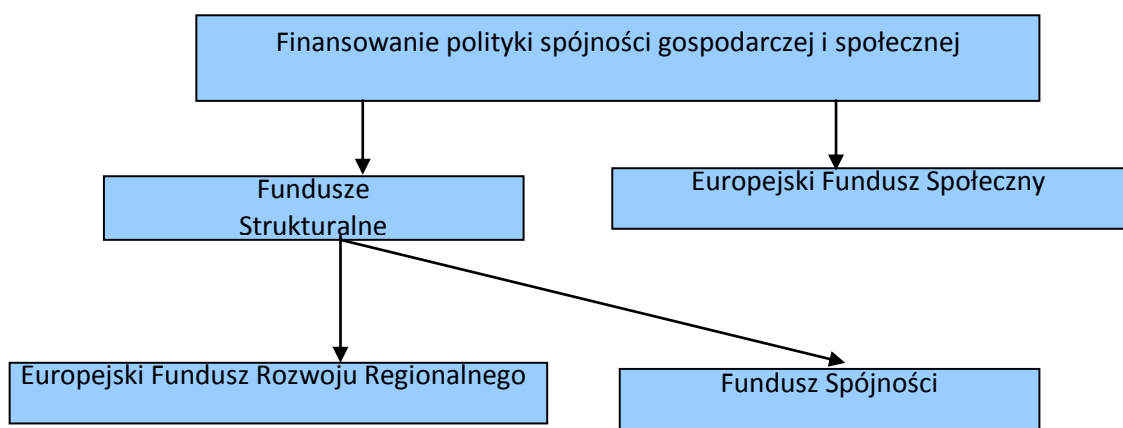 Finansowanie polityki spójności gospodarczej i społecznej
Fundusze
Strukturalne
Europejski Fundusz Społeczny
Europejski Fundusz Rozwoju Regionalnego
Fundusz Spójności